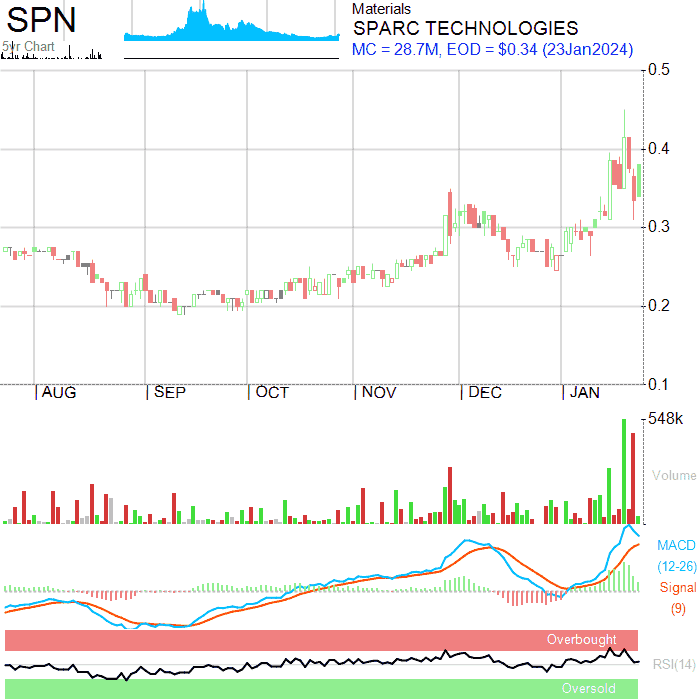 SPN
5yr Chart
Materials
SPARC TECHNOLOGIES
MC = 28.7M, EOD = $0.34 (23Jan2024)
0.5
0.4
0.3
0.2
0.1
AUG SEP OCT NOV DEC JAN
548k
Volume
MACD
(12-26)
Signal
(9)
Overbought
RSI(14)
Oversold